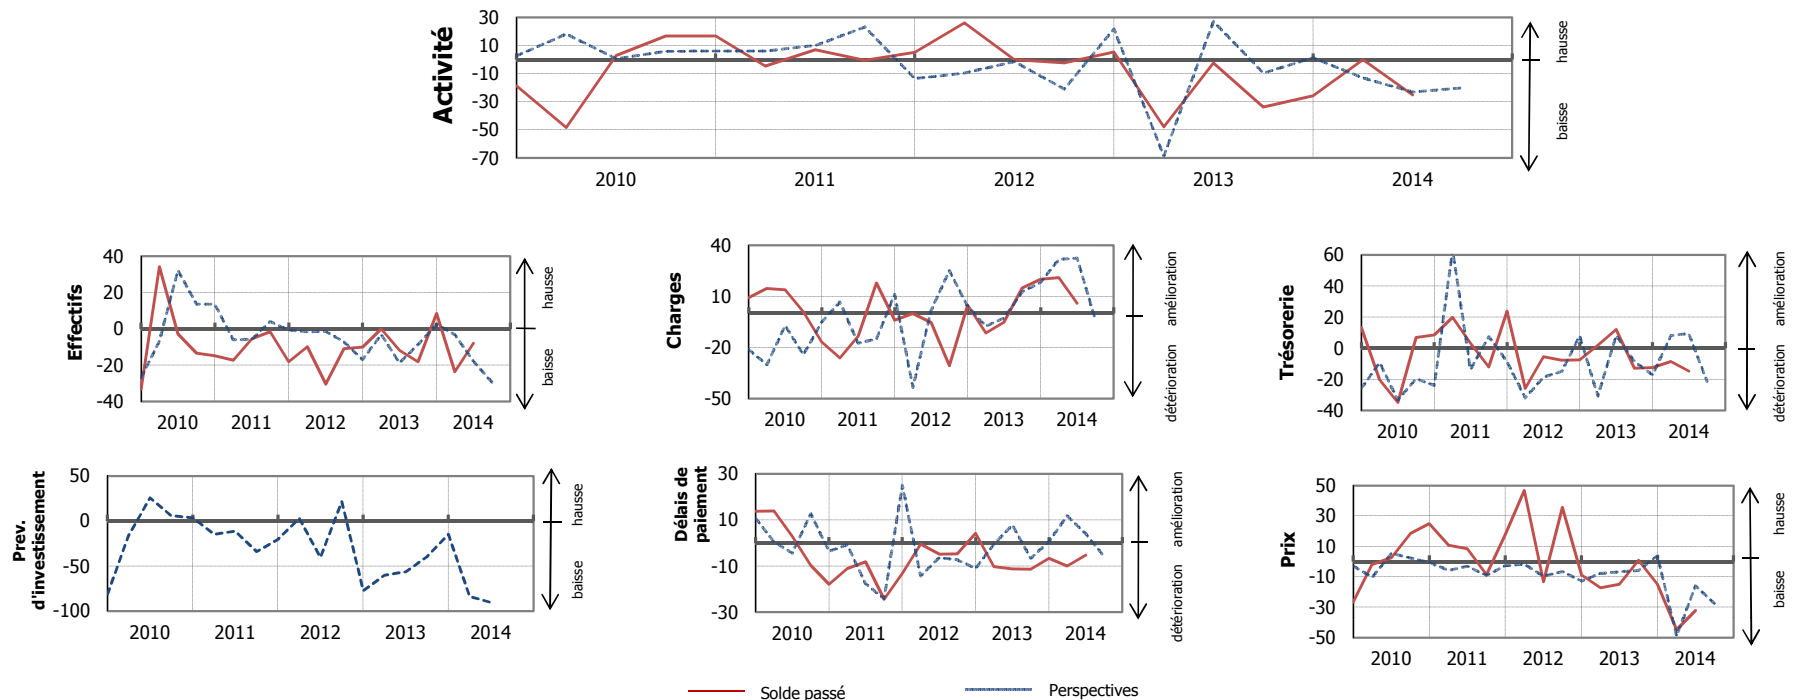 Activité
30
10
-10
-30
-50
-70
2010 2011 2012 2013 2014
hausse
baisse
Effectifs
40
20
0
-20
-40
2010 2011 2012 2013 2014
hausse
baisse
Charges
40
10
-20
-50
2010 2011 2012 2013 2014
amélioration
détérioration
Trésorerie
60
40
20
0
-20
-40
2010 2011 2012 2013 2014
amélioration
détérioration
Prev.
d'investissement
50
0
-50
-100
2010 2011 2012 2013 2014
hausse
baisse
Délais de
paiement
30
10
-10
-30
2010 2011 2012 2013 2014
amélioration
détérioration
Prix
50
30
10
-10
-30
-50
2010 2011 2012 2013 2014
hausse
baisse
Solde passé Perspectives